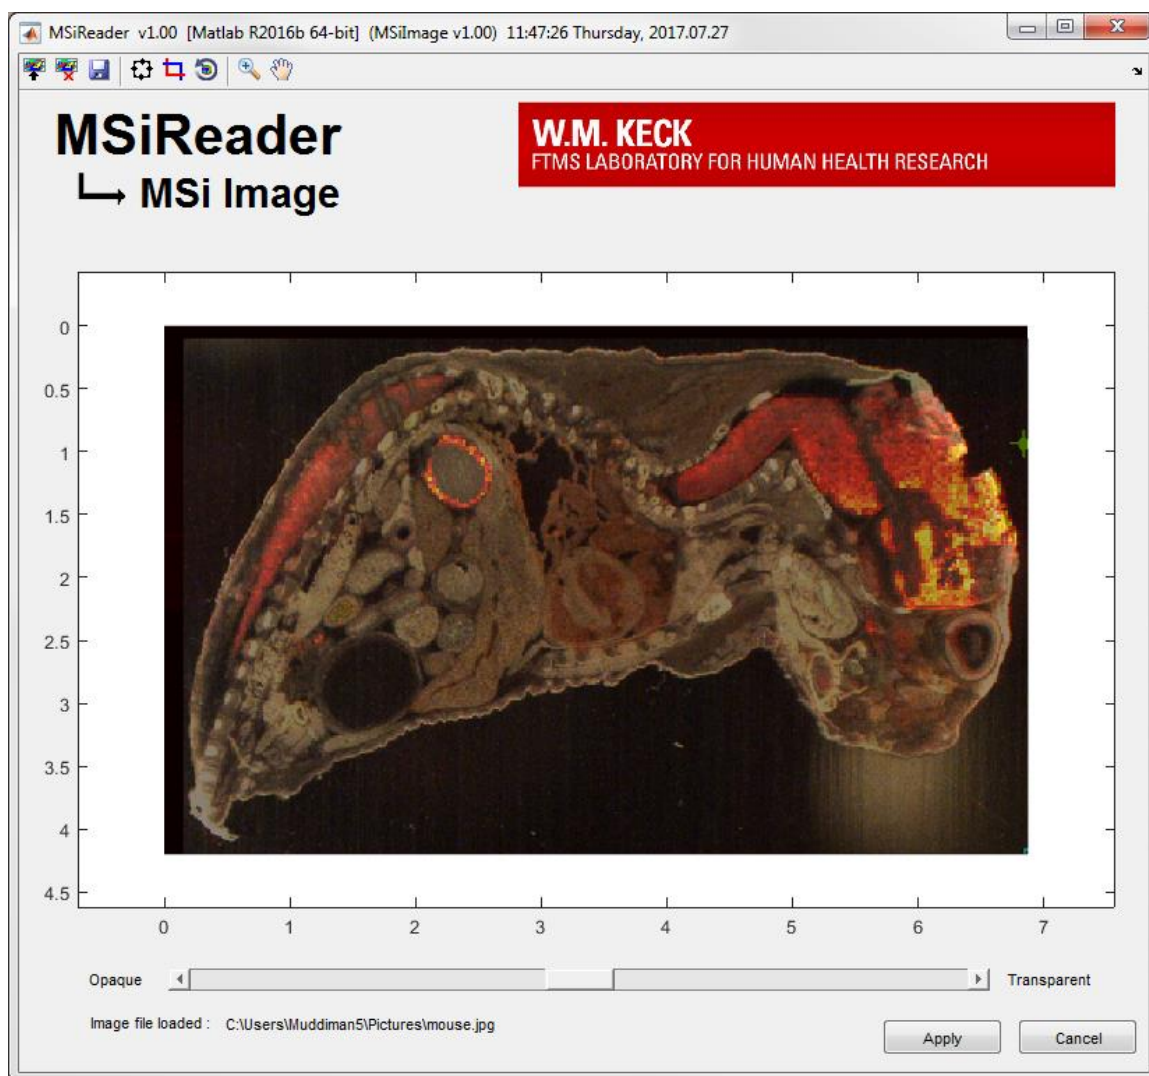 MSiReader v1.00 [Matlab R2016b 64-bit] (MSiImage v1.00) 11:47:26 Thursday, 2017.07.27
MSiReader
MSi Image
W.M. KECK
FTMS LABORATORY FOR HUMAN HEALTH RESEARCH
0
0.5
1
1.5
2
2.5
3
3.5
4
4.5
0 1 2 3 4 5 6 7
Opaque Transparent
Image file loaded : C:\Users\Muddiman5\Pictures\mouse.jpg
Apply Cancel